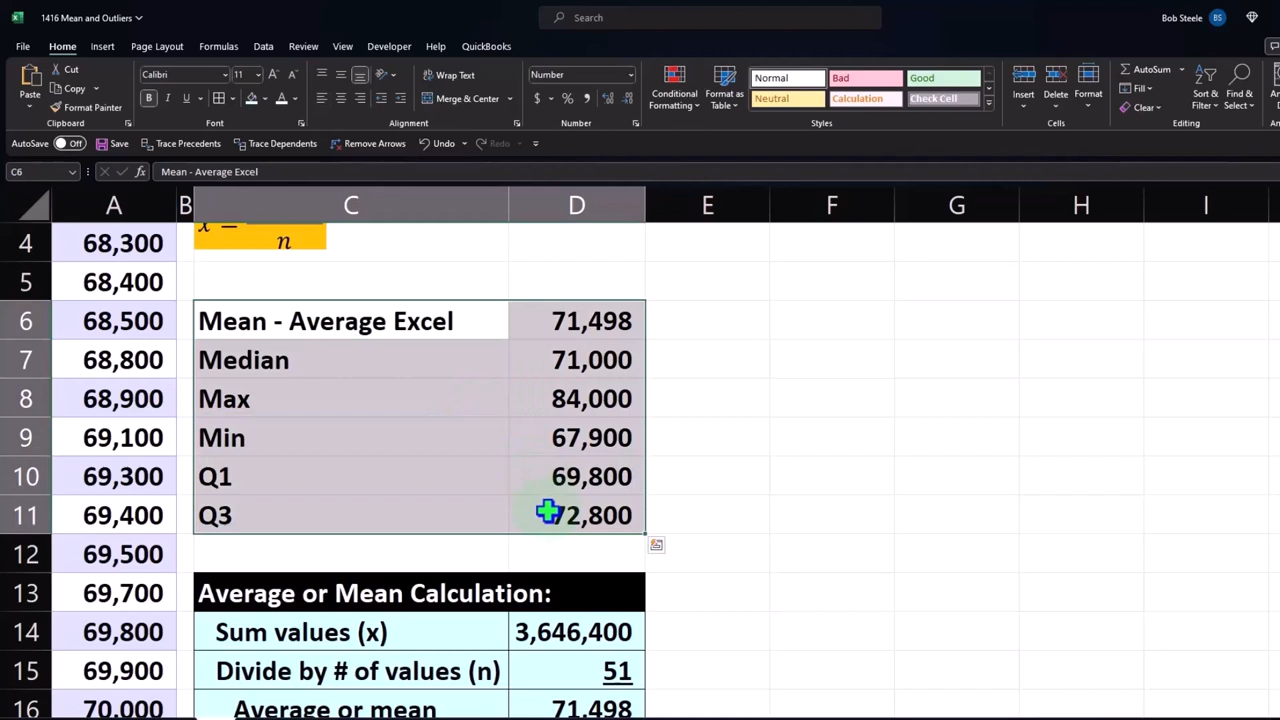 1416 Mean and Outliers
Search
Bob Steele BS
File Home Insert Page Layout Formulas Data Review View Developer Help QuickBooks
Paste
Cut
Copy
Format Painter
Clipboard
Calibri 11
B I U
Font
Wrap Text
Merge & Center
Alignment
Number
$ %
Number
Conditional Formatting
Format as Table
Normal Bad Good
Neutral Calculation Check Cell
Styles
Insert Delete Format
Cells
AutoSum
Fill
Clear
Sort & Filter
Find & Select
Editing
AutoSave Off Save Trace Precedents Trace Dependents Remove Arrows Undo Redo
C6 fx Mean - Average Excel
A B C D E F G H I
4 68,300 n
5 68,400
6 68,500 Mean - Average Excel 71,498
7 68,800 Median 71,000
8 68,900 Max 84,000
9 69,100 Min 67,900
10 69,300 Q1 69,800
11 69,400 Q3 72,800
12 69,500
13 69,700 Average or Mean Calculation:
14 69,800 Sum values (x) 3,646,400
15 69,900 Divide by # of values (n) 51
16 70,000 Average or mean 71,498